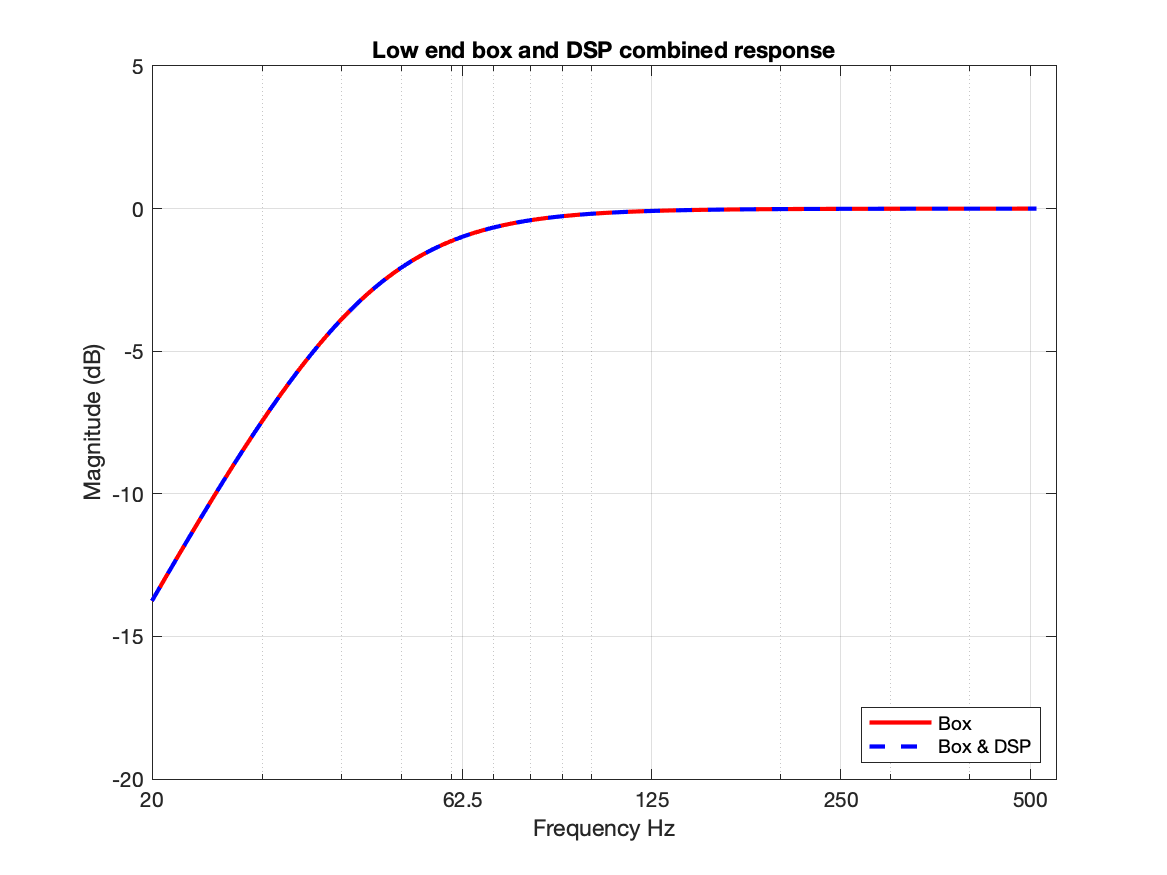 Low end box and DSP combined response
5
0
-5
-10
-15
-20
Magnitude (dB)
20 62.5 125 250 500
Frequency Hz
Box
Box & DSP